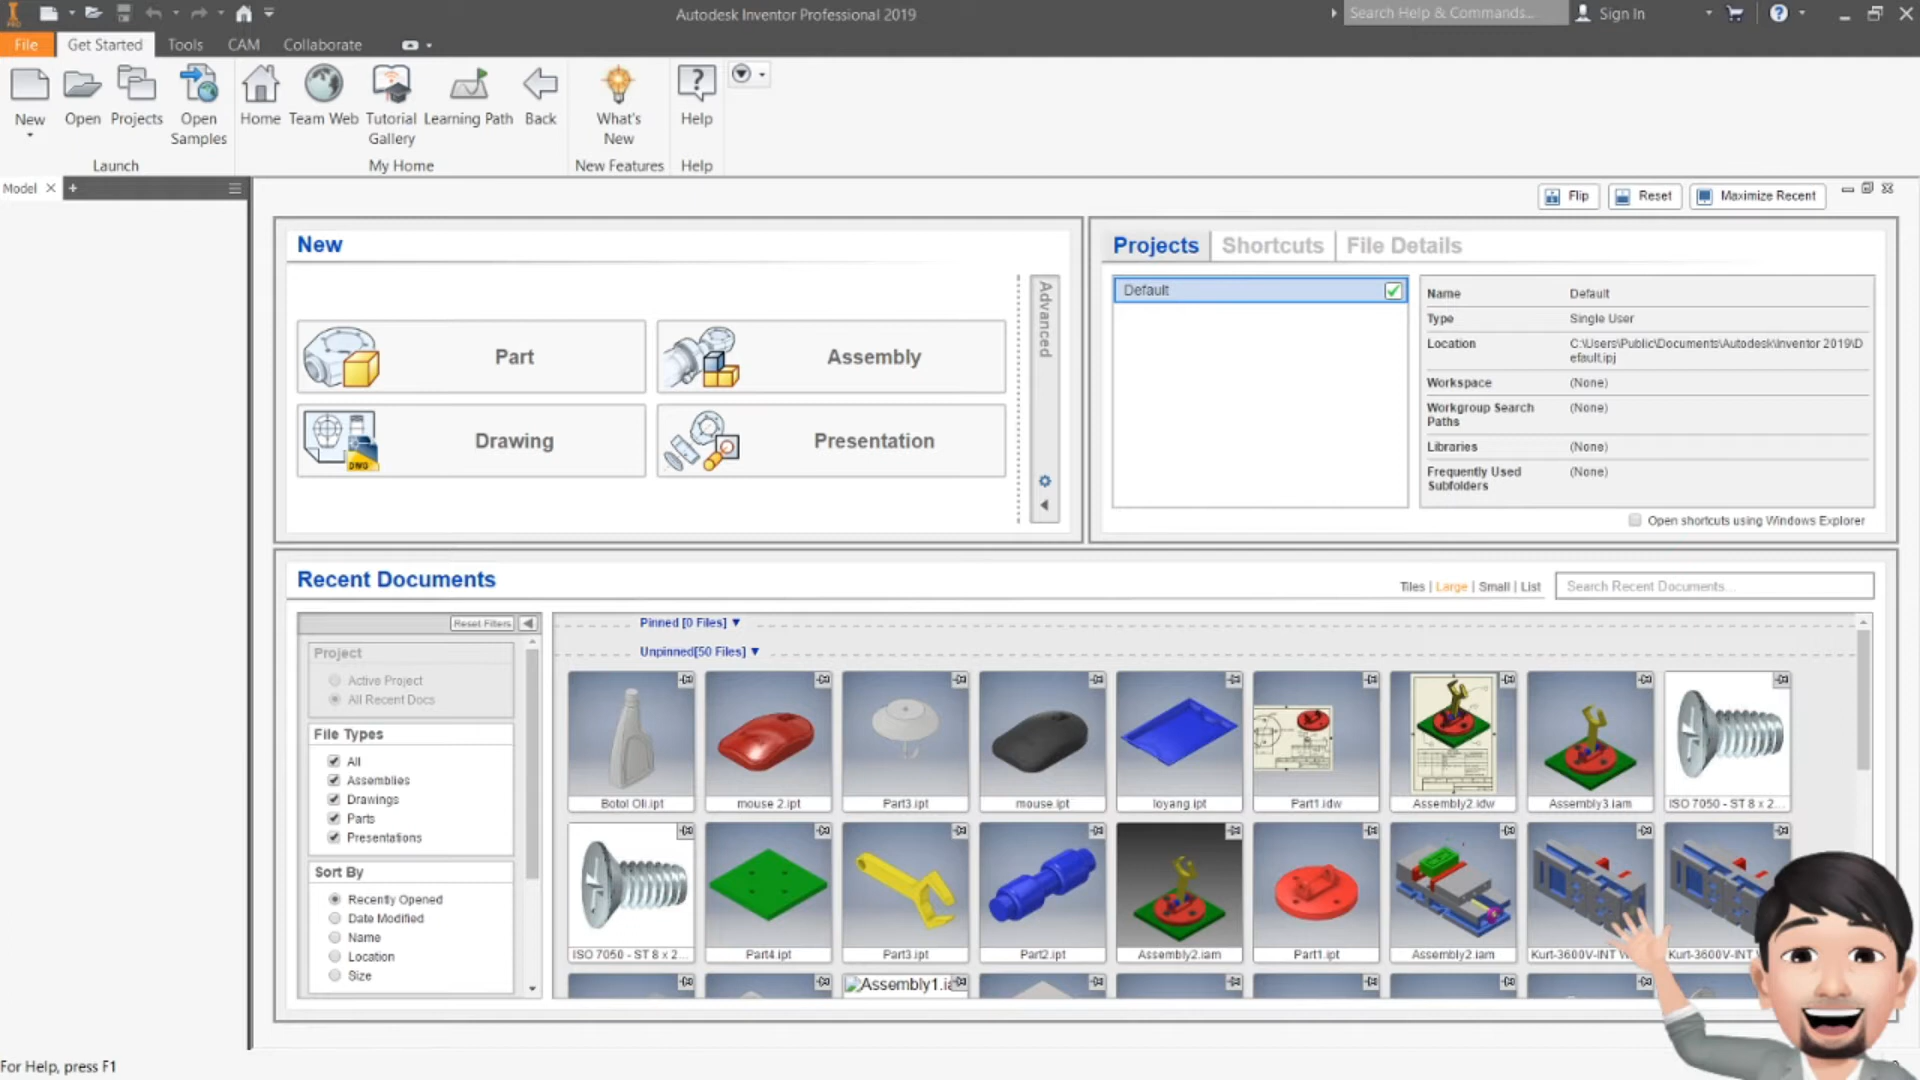 Autodesk Inventor Professional 2019
Search Help & Commands...
Sign In
File
Get Started
Tools
CAM
Collaborate
New
Open
Projects
Open
Samples
Home
Team Web
Tutorial
Gallery
Learning Path
Back
What's
New
Help
Launch
My Home
New Features
Help
Model
Flip
Reset
Maximize Recent
New
Part
Assembly
Drawing
DWG
Presentation
Advanced
Projects
Shortcuts
File Details
Default
Name Default
Type Single User
Location C:\Users\Public\Documents\Autodesk\Inventor 2019\D
efault.ipj
Workspace (None)
Workgroup Search (None)
Paths
Libraries (None)
Frequently Used (None)
Subfolders
Open shortcuts using Windows Explorer
Recent Documents
Tiles | Large | Small | List
Search Recent Documents...
Reset Filters
Project
Active Project
All Recent Docs
File Types
All
Assemblies
Drawings
Parts
Presentations
Sort By
Recently Opened
Date Modified
Name
Location
Size
Pinned [0 Files]
Unpinned[50 Files]
Botol Oli.ipt
mouse 2.ipt
Part3.ipt
mouse.ipt
loyang.ipt
Part1.idw
Assembly2.idw
Assembly3.iam
ISO 7050 - ST 8 x 2...
ISO 7050 - ST 8 x 2...
Part4.ipt
Part3.ipt
Part2.ipt
Assembly2.iam
Part1.ipt
Assembly2.iam
Kurt-3600V-INT
Kurt-3600V-INT
Assembly1.ia
For Help, press F1